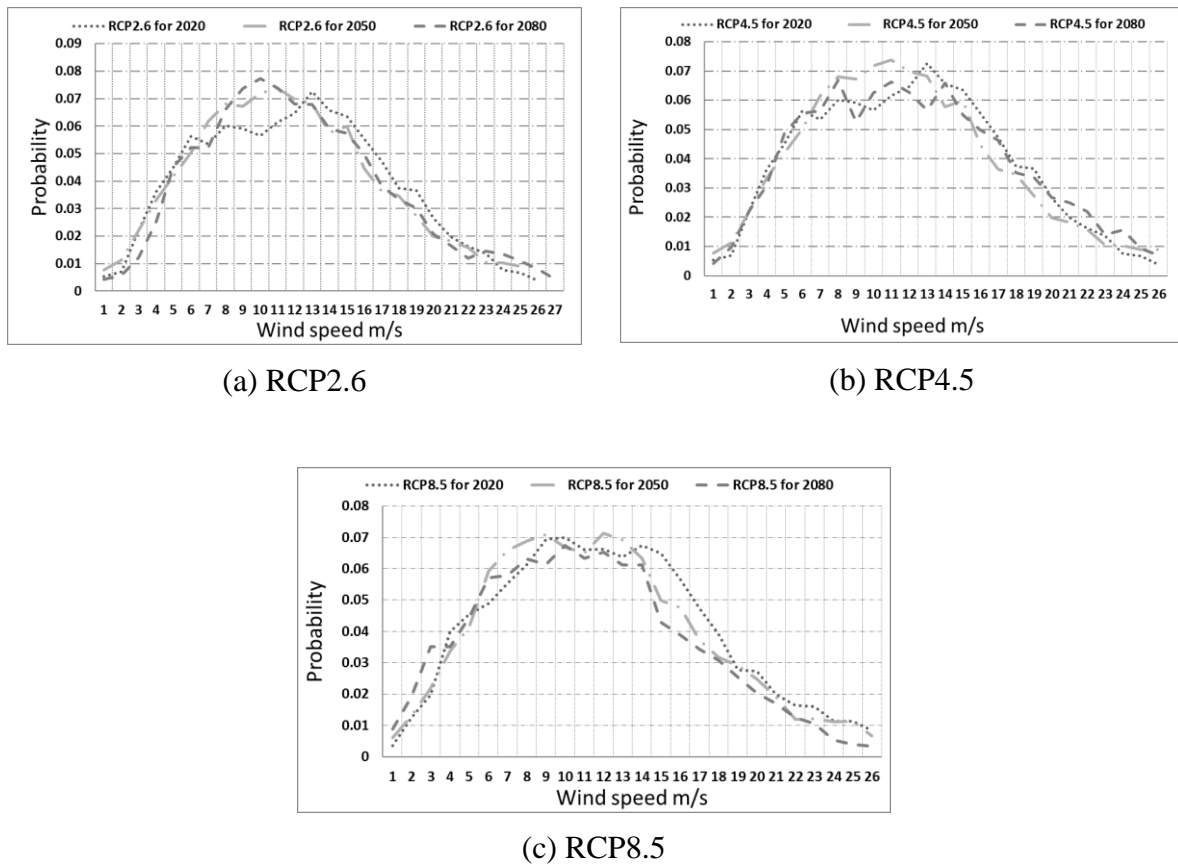 RCP2.6 for 2020 RCP2.6 for 2050 RCP2.6 for 2080
0.09
0.08
0.07
0.06
0.05
0.04
0.03
0.02
0.01
0
Probability
1 2 3 4 5 6 7 8 9 10 11 12 13 14 15 16 17 18 19 20 21 22 23 24 25 26 27
Wind speed m/s
(a) RCP2.6
RCP4.5 for 2020 RCP4.5 for 2050 RCP4.5 for 2080
0.08
0.07
0.06
0.05
0.04
0.03
0.02
0.01
0
Probability
1 2 3 4 5 6 7 8 9 10 11 12 13 14 15 16 17 18 19 20 21 22 23 24 25 26
Wind speed m/s
(b) RCP4.5
RCP8.5 for 2020 RCP8.5 for 2050 RCP8.5 for 2080
0.08
0.07
0.06
0.05
0.04
0.03
0.02
0.01
0
Probability
1 2 3 4 5 6 7 8 9 10 11 12 13 14 15 16 17 18 19 20 21 22 23 24 25 26
Wind speed m/s
(c) RCP8.5